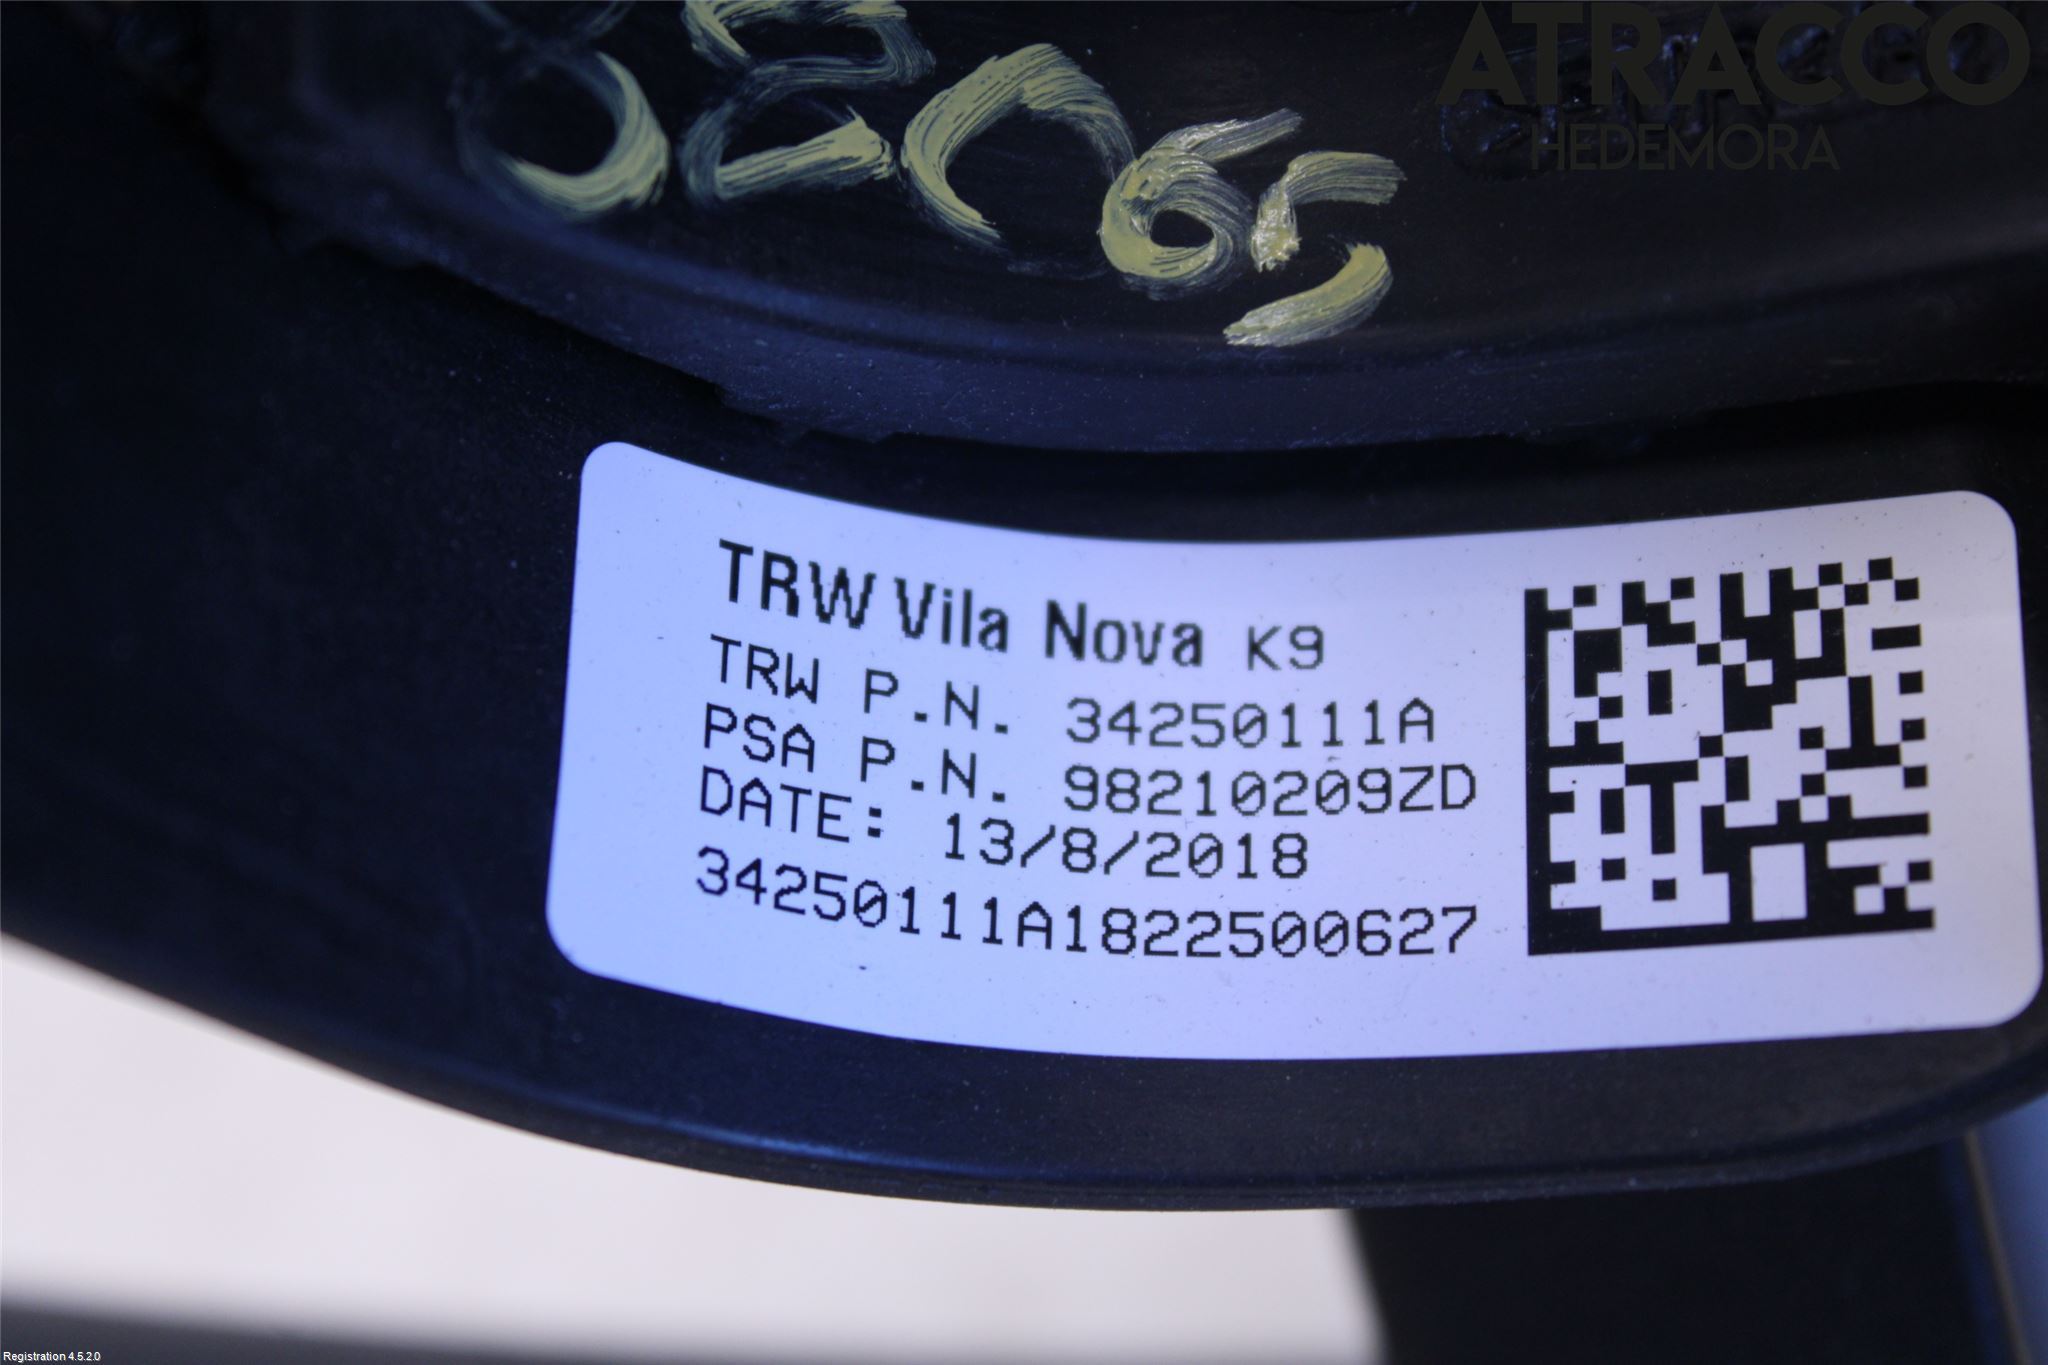 ATRACCO
HEDEMORA
TRW Vila Nova K9
TRW P.N. 34250111A
PSA P.N. 98210209ZD
DATE: 13/8/2018
34250111A1822500627
Registration 4.5.2.0